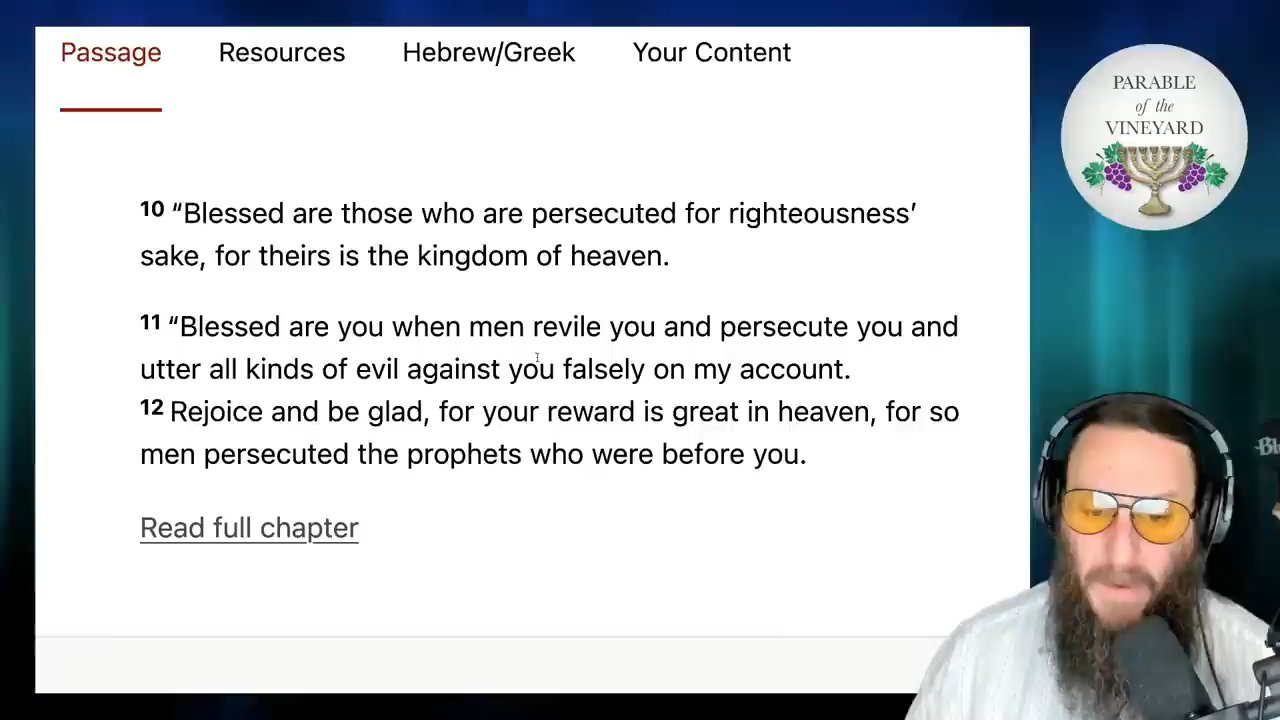 Passage Resources Hebrew/Greek Your Content
PARABLE
of the
VINEYARD
10 “Blessed are those who are persecuted for righteousness’
sake, for theirs is the kingdom of heaven.
11 “Blessed are you when men revile you and persecute you and
utter all kinds of evil against you falsely on my account.
12 Rejoice and be glad, for your reward is great in heaven, for so
men persecuted the prophets who were before you.
Read full chapter